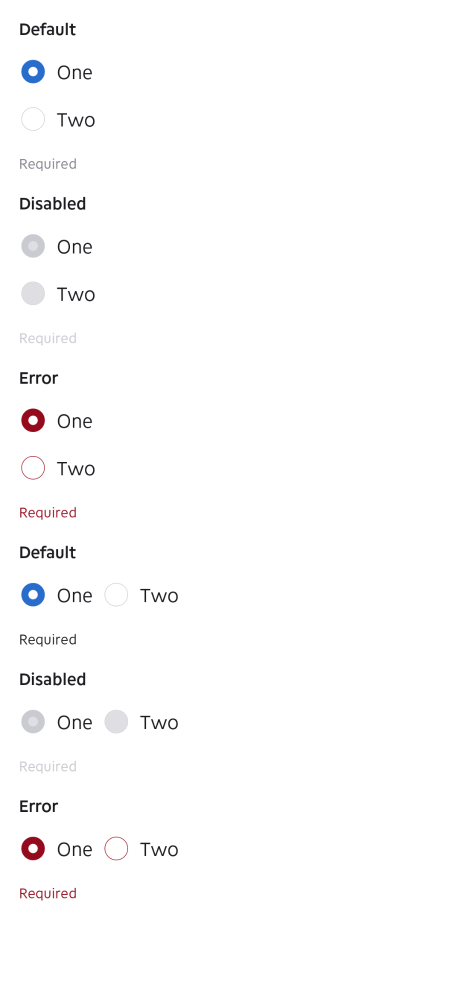 Default
One
Two
Required
Disabled
One
Two
Required
Error
One
Two
Required
Default
One Two
Required
Disabled
One Two
Required
Error
One Two
Required